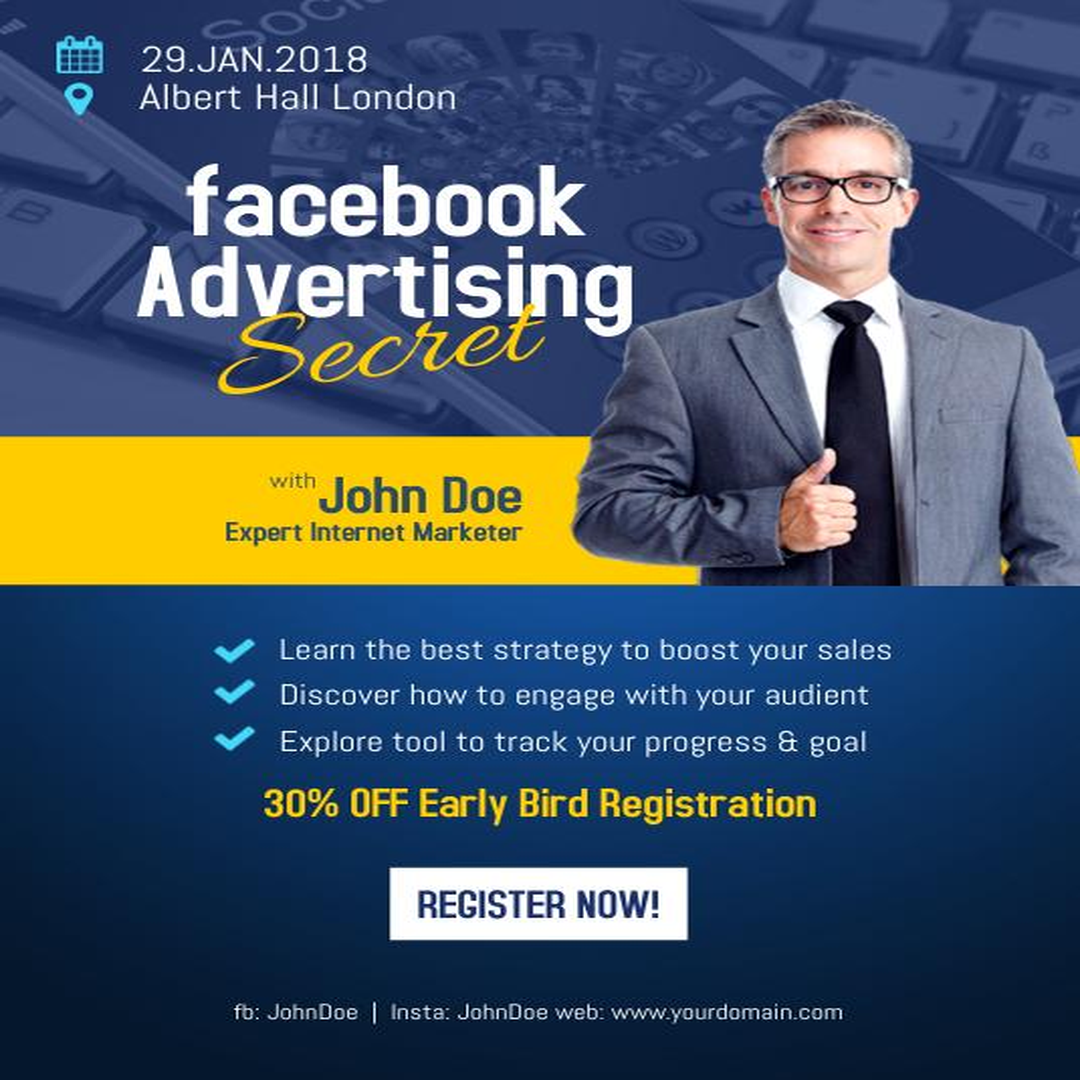 29.JAN.2018
Albert Hall London
facebook
Advertising
Secret
with John Doe
Expert Internet Marketer
Learn the best strategy to boost your sales
Discover how to engage with your audient
Explore tool to track your progress & goal
30% OFF Early Bird Registration
REGISTER NOW!
fb: JohnDoe | Insta: JohnDoe web: www.yourdomain.com